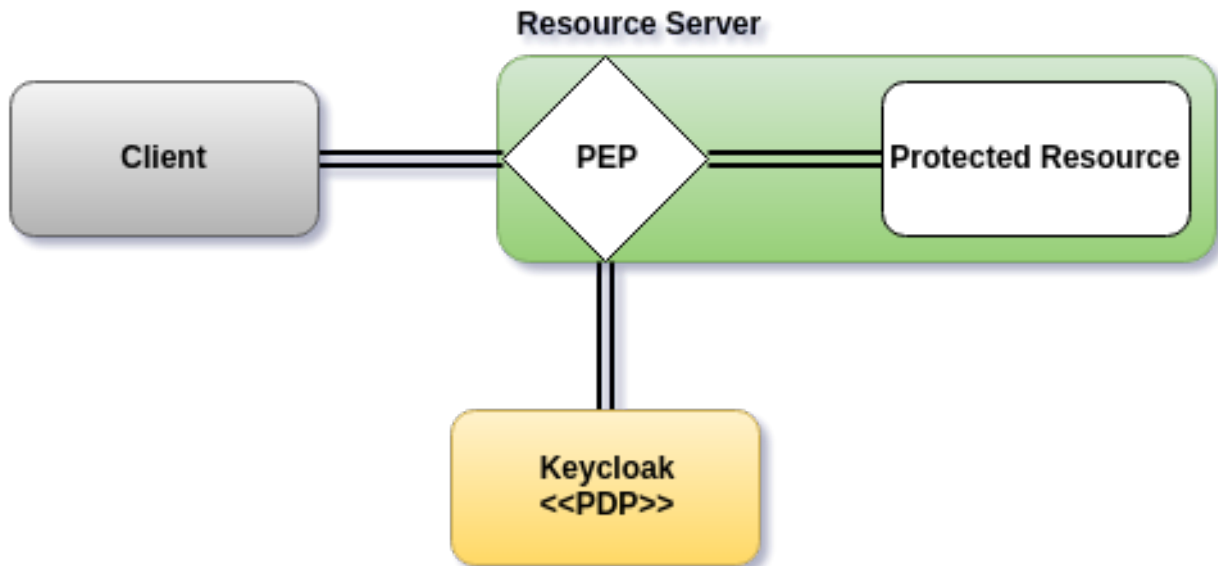 Resource Server
Client
PEP
Protected Resource
Keycloak
<<PDP>>